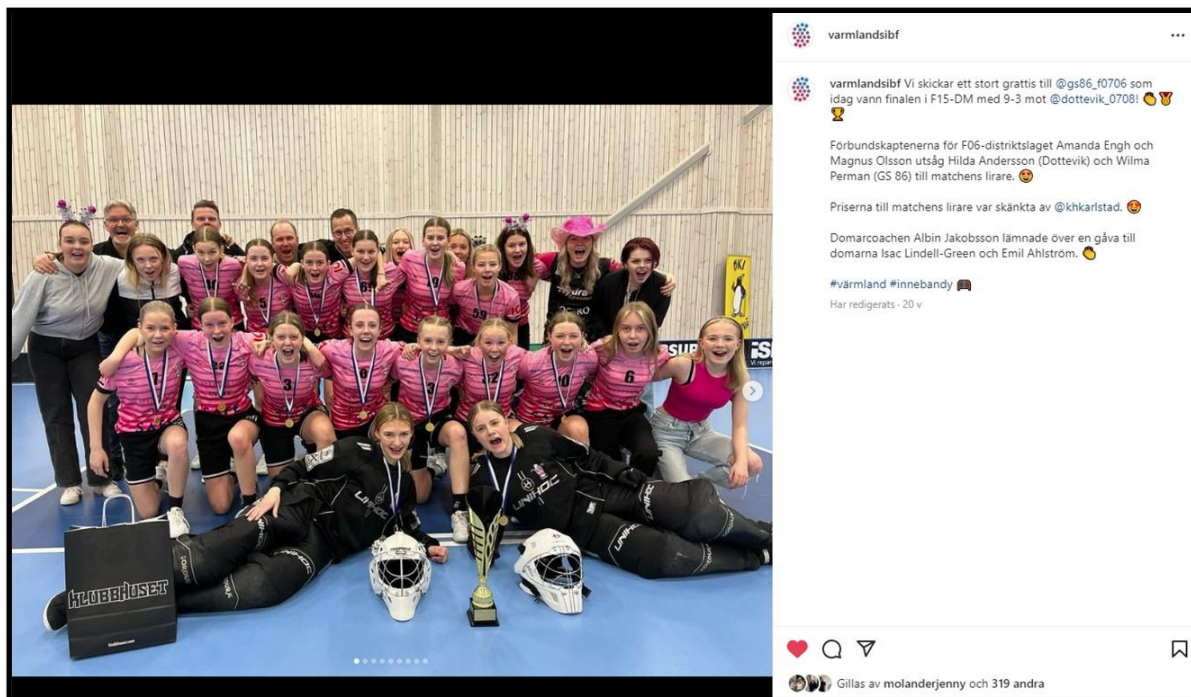 varmlandsibf
varmlandsibf Vi skickar ett stort grattis till @gs86_f0706 som
idag vann finalen i F15-DM med 9-3 mot @dottevik_0708! 👏🏅
🏆
Förbundskaptenerna för F06-distriktslaget Amanda Engh och
Magnus Olsson utsåg Hilda Andersson (Dottevik) och Wilma
Perman (GS 86) till matchens lirare. 🤩
Priserna till matchens lirare var skänkta av @khkarlstad. 🤩
Domarcoachen Albin Jakobsson lämnade över en gåva till
domarna Isac Lindell-Green och Emil Ahlström. 👏
#värmland #innebandy
Har redigerats · 20 v
Gillas av molanderjenny och 319 andra
KLUBBHUSET
UNIHOC
UNIHOC
UNIHOC
UNIHOC
3
6